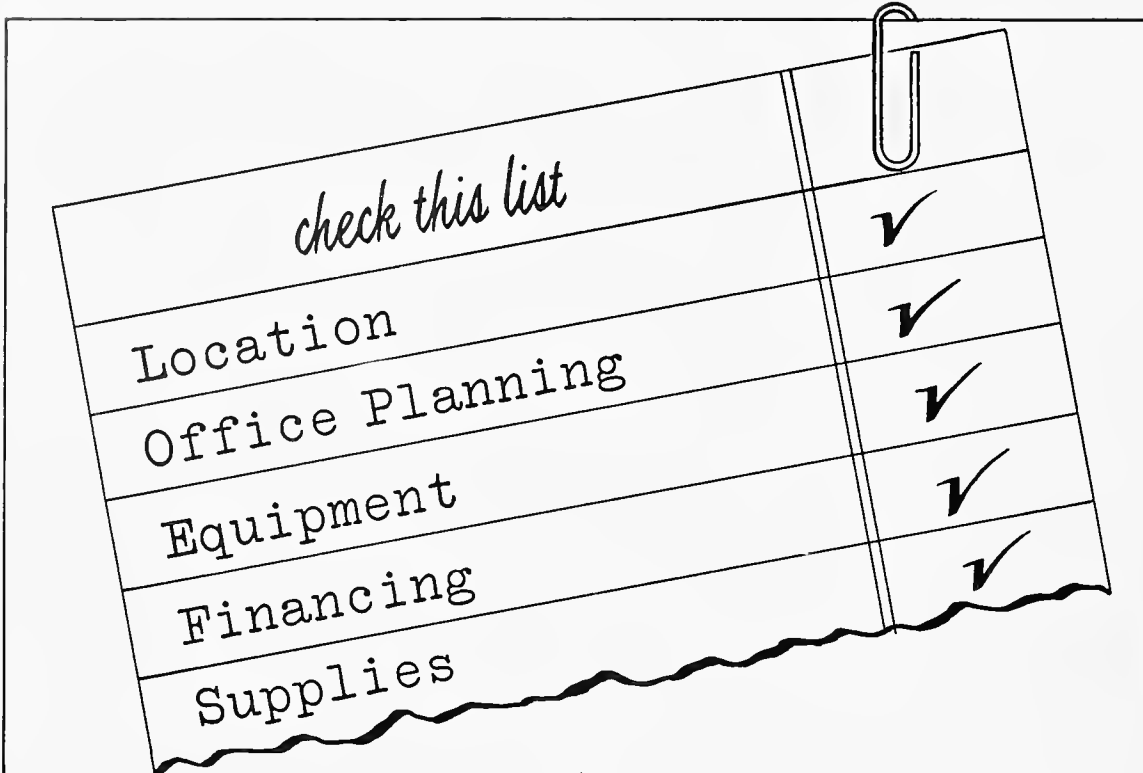 check this list
Location ✓
Office Planning ✓
Equipment ✓
Financing ✓
Supplies ✓